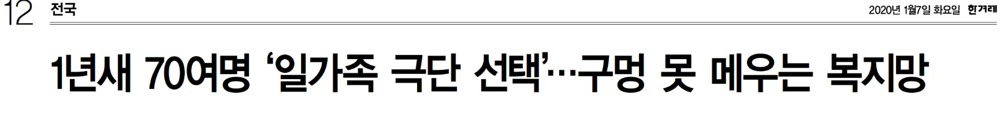 12 전국 2020년 1월7일 화요일 한겨레
1년새 70여명 ‘일가족 극단 선택’…구멍 못 메우는 복지망